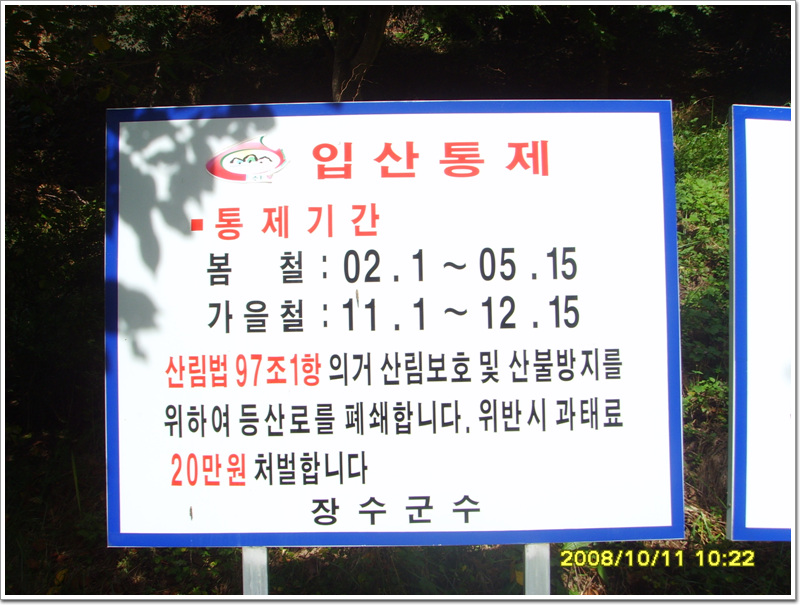 입산통제
▪통제기간
봄 철 : 02 . 1 ~ 05 . 15
가을철 : 11 . 1 ~ 12 . 15
산림법 97조1항 의거 산림보호 및 산불방지를
위하여 등산로를 폐쇄합니다. 위반시 과태료
20만원 처벌합니다
장수군수
2008/10/11 10:22